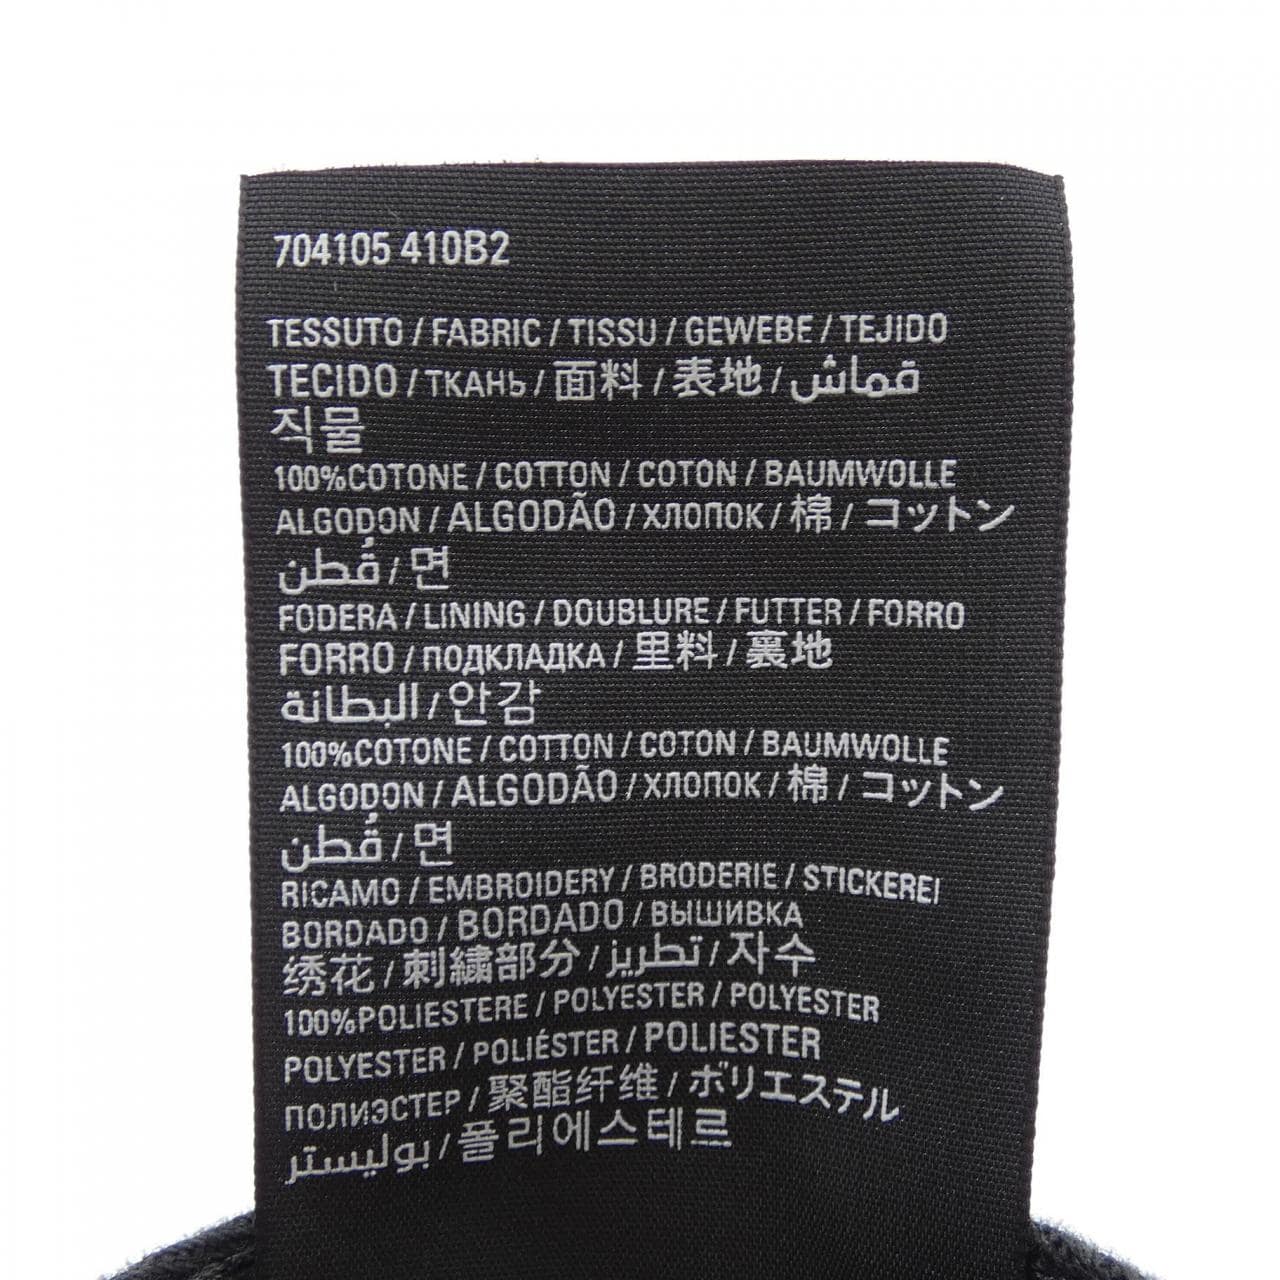 704105 410B2
TESSUTO / FABRIC / TISSU / GEWEBE / TEJIDO
TECIDO / ТКАНЬ / 面料 / 表地 / قماش
직물
100%COTONE / COTTON / COTON / BAUMWOLLE
ALGODON / ALGODÃO / ХЛОПОК / 棉 / コットン
قُطن / 면
FODERA / LINING / DOUBLURE / FUTTER / FORRO
FORRO / ПОДКЛАДКА / 里料 / 裏地
البطانة / 안감
100%COTONE / COTTON / COTON / BAUMWOLLE
ALGODON / ALGODÃO / ХЛОПОК / 棉 / コットン
قُطن / 면
RICAMO / EMBROIDERY / BRODERIE / STICKEREI
BORDADO / BORDADO / ВЫШИВКА
绣花 / 刺繍部分 / تطريز / 자수
100%POLIESTERE / POLYESTER / POLYESTER
POLYESTER / POLIÉSTER / POLIESTER
ПОЛИЭСТЕР / 聚酯纤维 / ポリエステル
بوليستر / 폴리에스테르